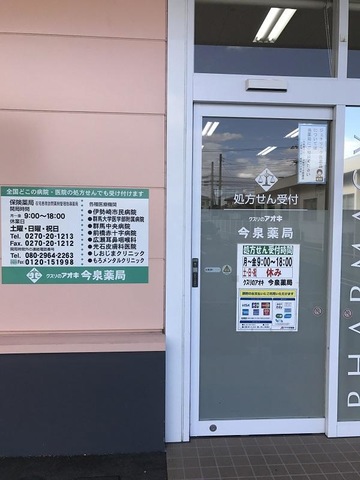 全国どこの病院・医院の処方せんでも受け付けます
保険薬局
開局時間
月～金 9:00～18:00
休業日
土曜・日曜・祝日
Tel. 0270-20-1213
Fax. 0270-20-1212
Tel. 080-2964-2263
Fax 0120-151998
各種医療機関
伊勢崎市民病院
群馬大学医学部附属病院
群馬中央病院
前橋赤十字病院
広瀬耳鼻咽喉科
光石皮膚科医院
しおじまクリニック
もろメンタルクリニック
クスリのアオキ 今泉薬局
処方せん受付
クスリのアオキ
今泉薬局
処方せん受付時間
月～金 9:00～18:00
土・日・祝 休み
クスリのアオキ 今泉薬局
VISA
PHARMAC